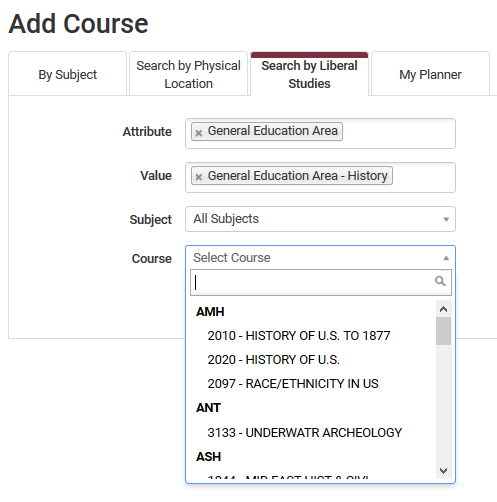 Add Course
By Subject
Search by Physical
Location
Search by Liberal
Studies
My Planner
Attribute
× General Education Area
Value
× General Education Area - History
Subject
All Subjects
Course
Select Course
AMH
2010 - HISTORY OF U.S. TO 1877
2020 - HISTORY OF U.S.
2097 - RACE/ETHNICITY IN US
ANT
3133 - UNDERWATR ARCHEOLOGY
ASH
1044 - MID EAST HIST & CIVI